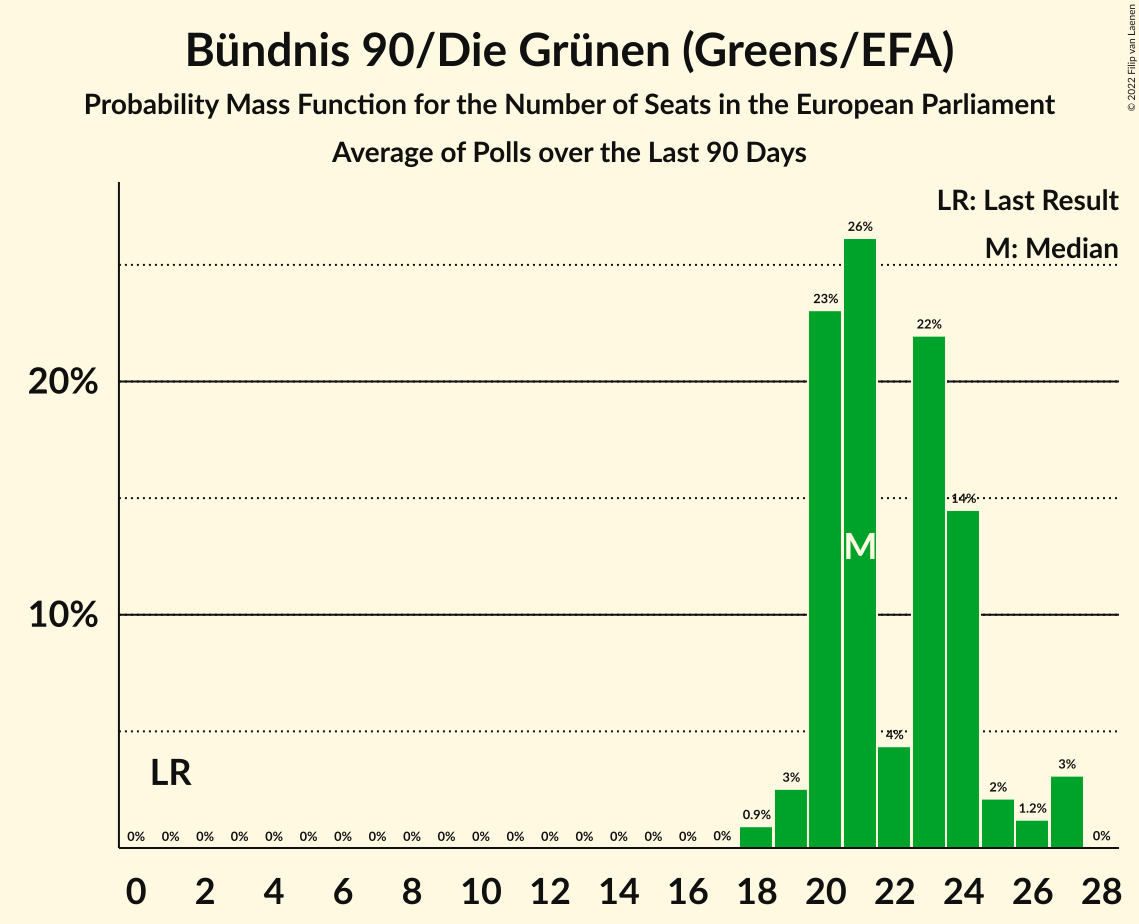 Bündnis 90/Die Grünen (Greens/EFA)
Probability Mass Function for the Number of Seats in the European Parliament
Average of Polls over the Last 90 Days
© 2022 Filip van Laenen
LR: Last Result
M: Median
26%
23%
22%
20%
14%
M
10%
4%
LR
3%
3%
2%
1.2%
0.9%
0% 0% 0% 0% 0% 0% 0% 0% 0% 0% 0% 0% 0% 0% 0% 0% 0% 0% 0%
0 2 4 6 8 10 12 14 16 18 20 22 24 26 28